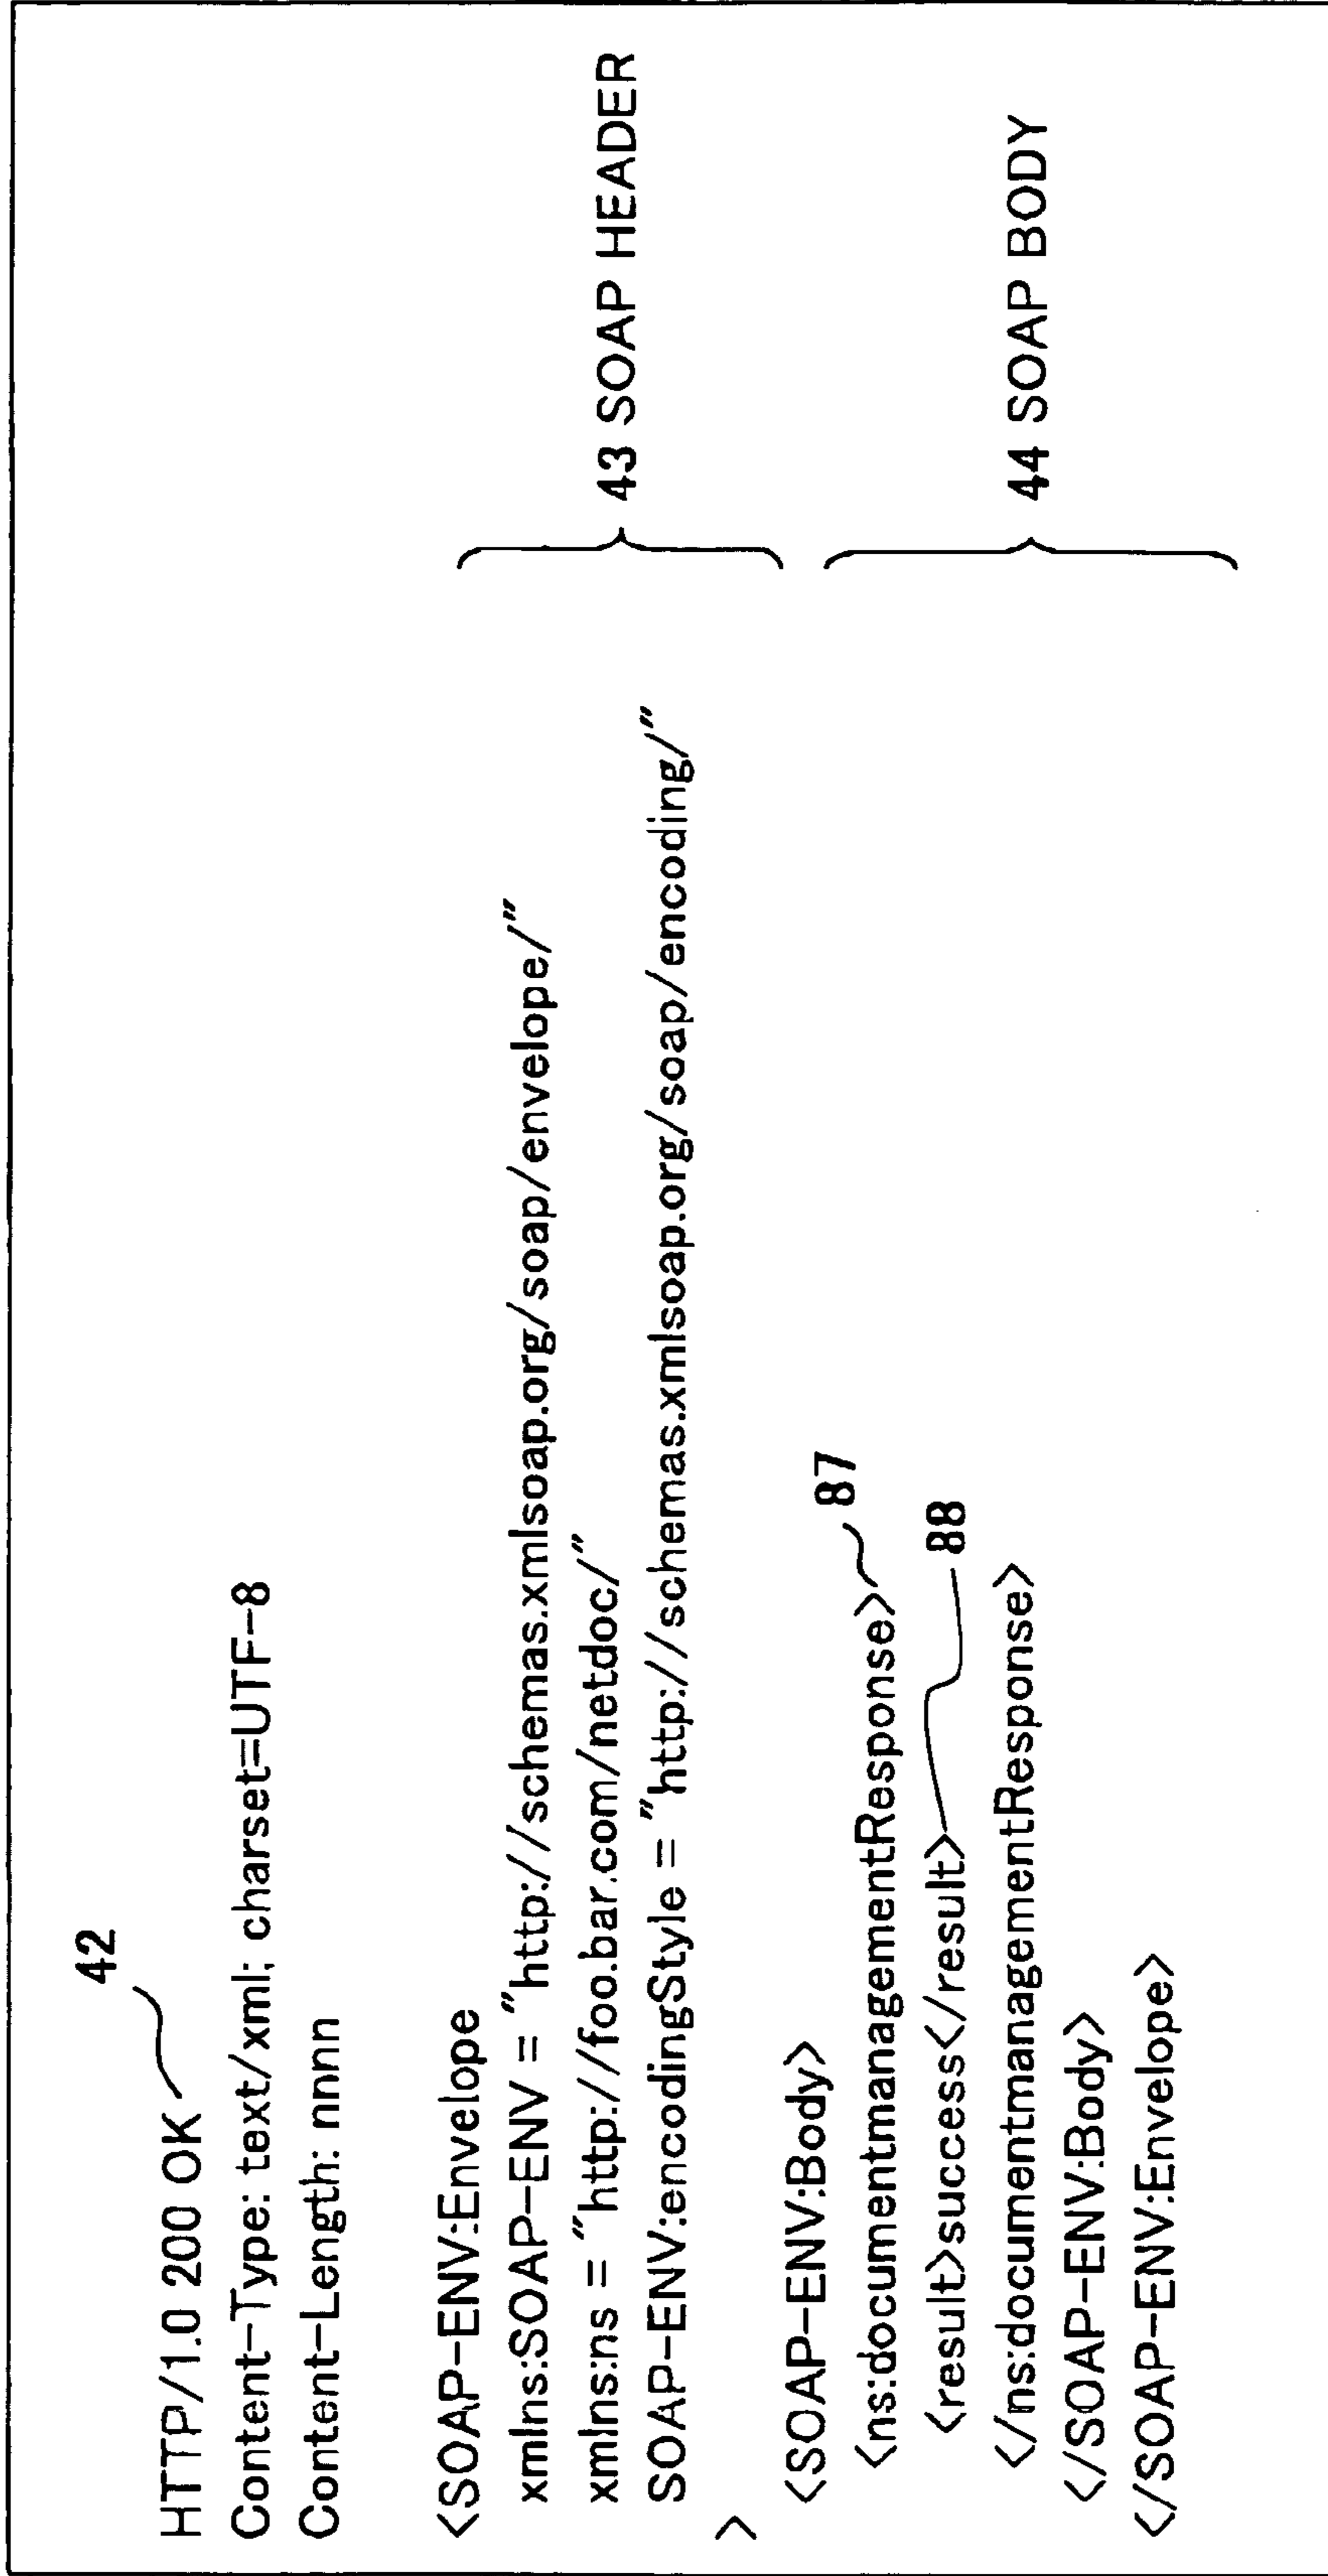 42
HTTP/1.0 200 OK
Content-Type: text/xml; charset=UTF-8
Content-Length: nnnn
<SOAP-ENV:Envelope
xmlns:SOAP-ENV = "http://schemas.xmlsoap.org/soap/envelope/"
xmlns:ns = "http://foo.bar.com/netdoc/"
SOAP-ENV:encodingStyle = "http://schemas.xmlsoap.org/soap/encoding/"
>
43 SOAP HEADER
<SOAP-ENV:Body>
<ns:documentmanagementResponse> 87
<result>success</result> 88
</ns:documentmanagementResponse>
</SOAP-ENV:Body>
</SOAP-ENV:Envelope>
44 SOAP BODY